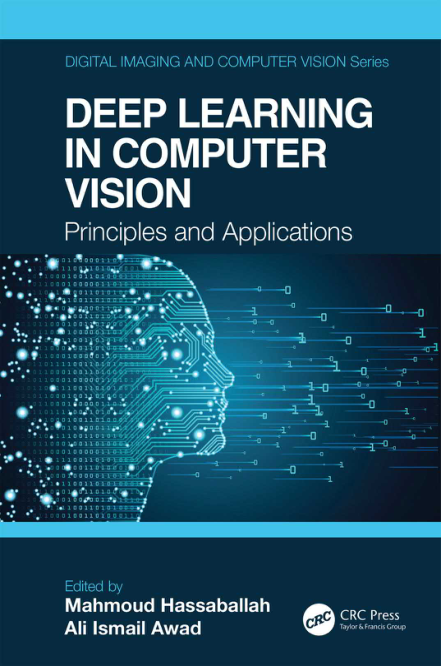 DIGITAL IMAGING AND COMPUTER VISION Series
DEEP LEARNING
IN COMPUTER
VISION
Principles and Applications
Edited by
Mahmoud Hassaballah
Ali Ismail Awad
CRC
CRC Press
Taylor & Francis Group